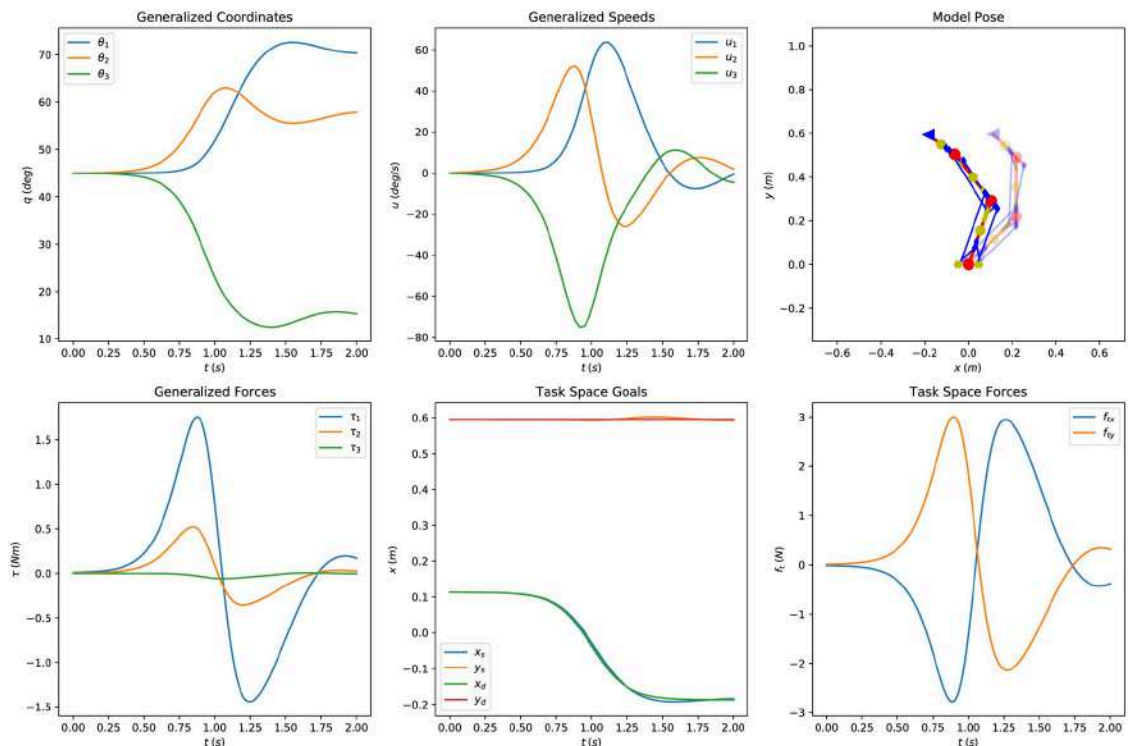 Generalized Coordinates
q (deg)
70
60
50
40
30
20
10
θ₁
θ₂
θ₃
0.00 0.25 0.50 0.75 1.00 1.25 1.50 1.75 2.00
t (s)
Generalized Speeds
u (deg/s)
60
40
20
0
−20
−40
−60
−80
u₁
u₂
u₃
0.00 0.25 0.50 0.75 1.00 1.25 1.50 1.75 2.00
t (s)
Model Pose
y (m)
1.0
0.8
0.6
0.4
0.2
0.0
−0.2
−0.6 −0.4 −0.2 0.0 0.2 0.4 0.6
x (m)
Generalized Forces
τ (Nm)
1.5
1.0
0.5
0.0
−0.5
−1.0
−1.5
τ₁
τ₂
τ₃
0.00 0.25 0.50 0.75 1.00 1.25 1.50 1.75 2.00
t (s)
Task Space Goals
x (m)
0.6
0.5
0.4
0.3
0.2
0.1
0.0
−0.1
−0.2
xₛ
yₛ
x_d
y_d
0.00 0.25 0.50 0.75 1.00 1.25 1.50 1.75 2.00
t (s)
Task Space Forces
fₜ (N)
3
2
1
0
−1
−2
−3
f_tx
f_ty
0.00 0.25 0.50 0.75 1.00 1.25 1.50 1.75 2.00
t (s)